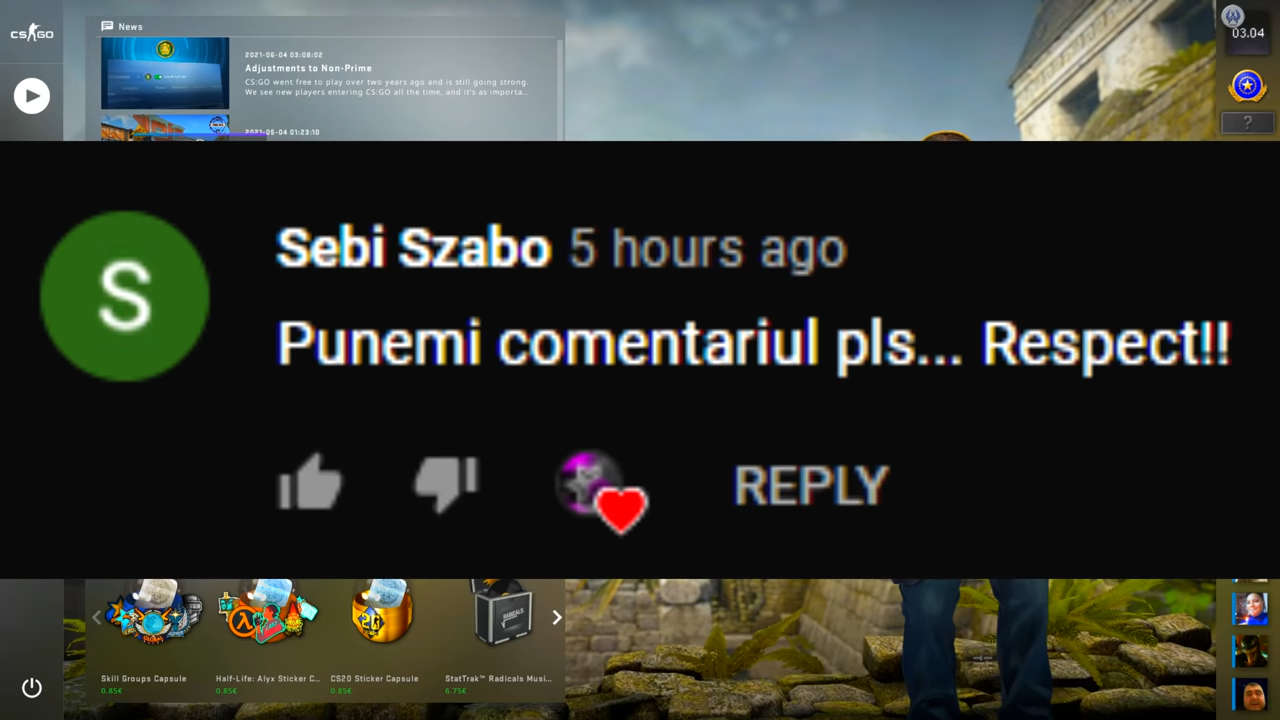 CS:GO
News
2021-06-04 03:08:02
Adjustments to Non-Prime
CS:GO went free to play over two years ago and is still going strong.
We see new players entering CS:GO all the time, and it's as importa...
2021-06-04 01:23:10
03.04
?
S
Sebi Szabo 5 hours ago
Punemi comentariul pls... Respect!!
REPLY
RADICALS
Skill Groups Capsule
0.85€
Half-Life: Alyx Sticker C...
0.85€
CS20 Sticker Capsule
0.85€
StatTrak™ Radicals Musi...
6.75€